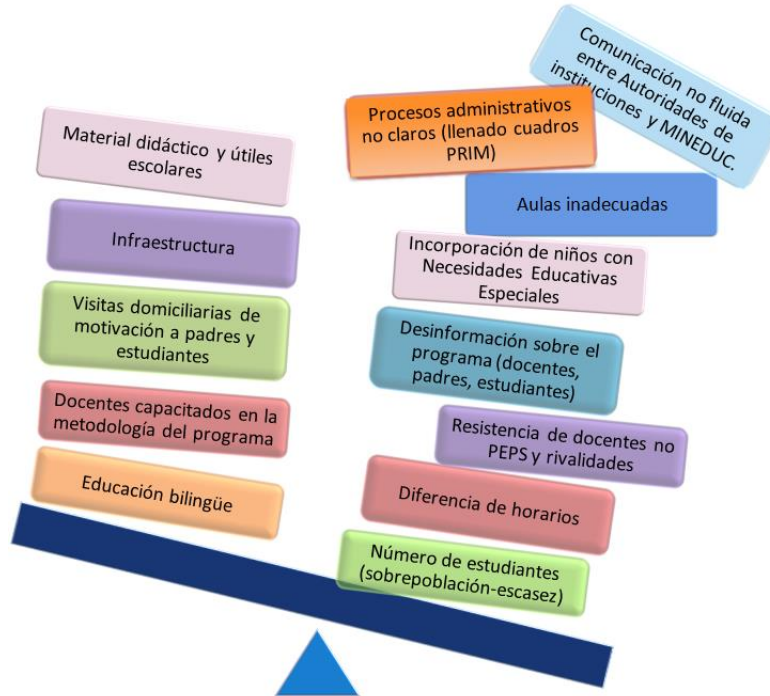 Material didáctico y útiles
escolares
Infraestructura
Visitas domiciliarias de
motivación a padres y
estudiantes
Docentes capacitados en la
metodología del programa
Educación bilingüe
Comunicación no fluida
entre Autoridades de
instituciones y MINEDUC.
Procesos administrativos
no claros (llenado cuadros
PRIM)
Aulas inadecuadas
Incorporación de niños con
Necesidades Educativas
Especiales
Desinformación sobre el
programa (docentes,
padres, estudiantes)
Resistencia de docentes no
PEPS y rivalidades
Diferencia de horarios
Número de estudiantes
(sobrepoblación-escasez)